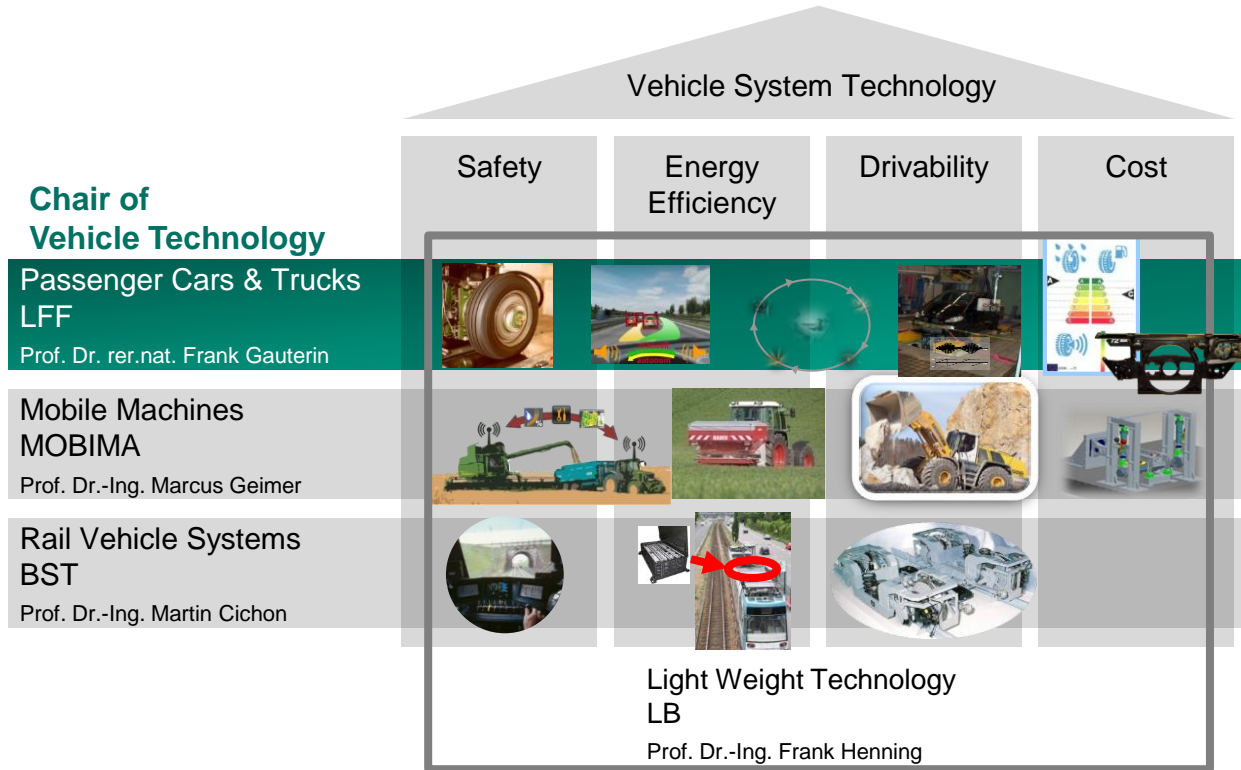 Vehicle System Technology
Safety
Energy
Efficiency
Drivability
Cost
Chair of
Vehicle Technology
Passenger Cars & Trucks
LFF
Prof. Dr. rer.nat. Frank Gauterin
Mobile Machines
MOBIMA
Prof. Dr.-Ing. Marcus Geimer
Rail Vehicle Systems
BST
Prof. Dr.-Ing. Martin Cichon
Light Weight Technology
LB
Prof. Dr.-Ing. Frank Henning